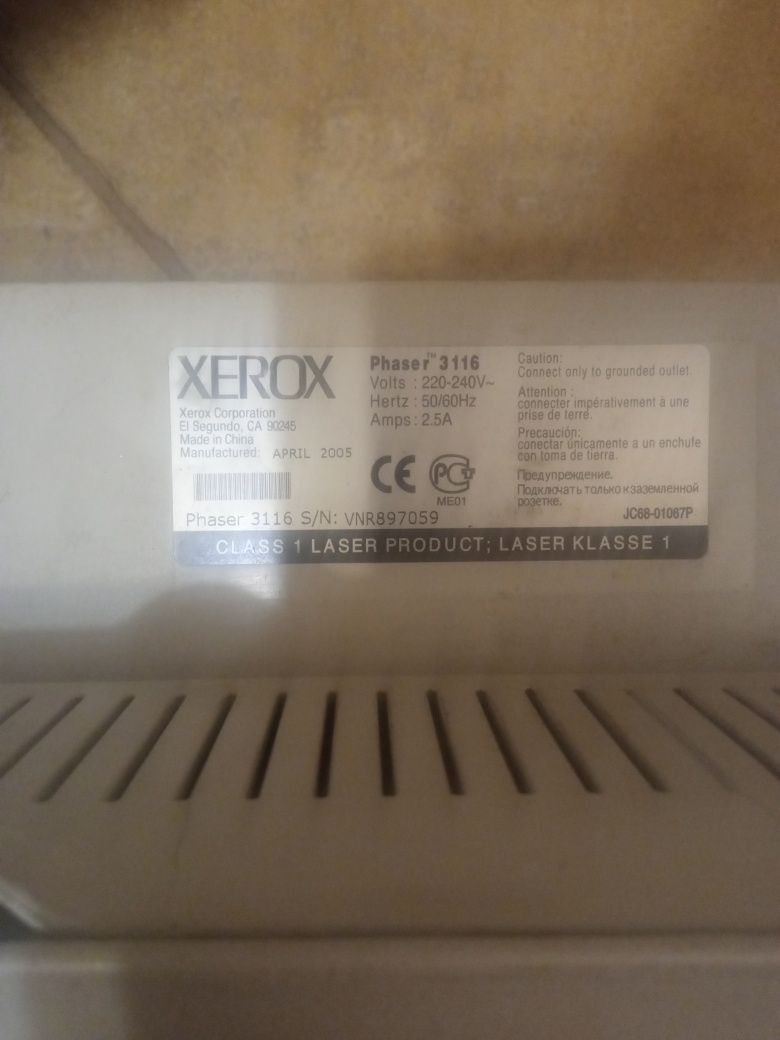 XEROX
Xerox Corporation
El Segundo, CA 90245
Made in China
Manufactured: APRIL 2005
Phaser™ 3116
Volts : 220-240V~
Hertz : 50/60Hz
Amps : 2.5A
CE
ME01
Caution:
Connect only to grounded outlet.
Attention :
connecter impérativement à une
prise de terre.
Precaución:
conectar únicamente a un enchufe
con toma de tierra.
Предупреждение.
Подключать только к заземленной
розетке.
Phaser 3116 S/N: VNR897059
JC68-01087P
CLASS 1 LASER PRODUCT; LASER KLASSE 1